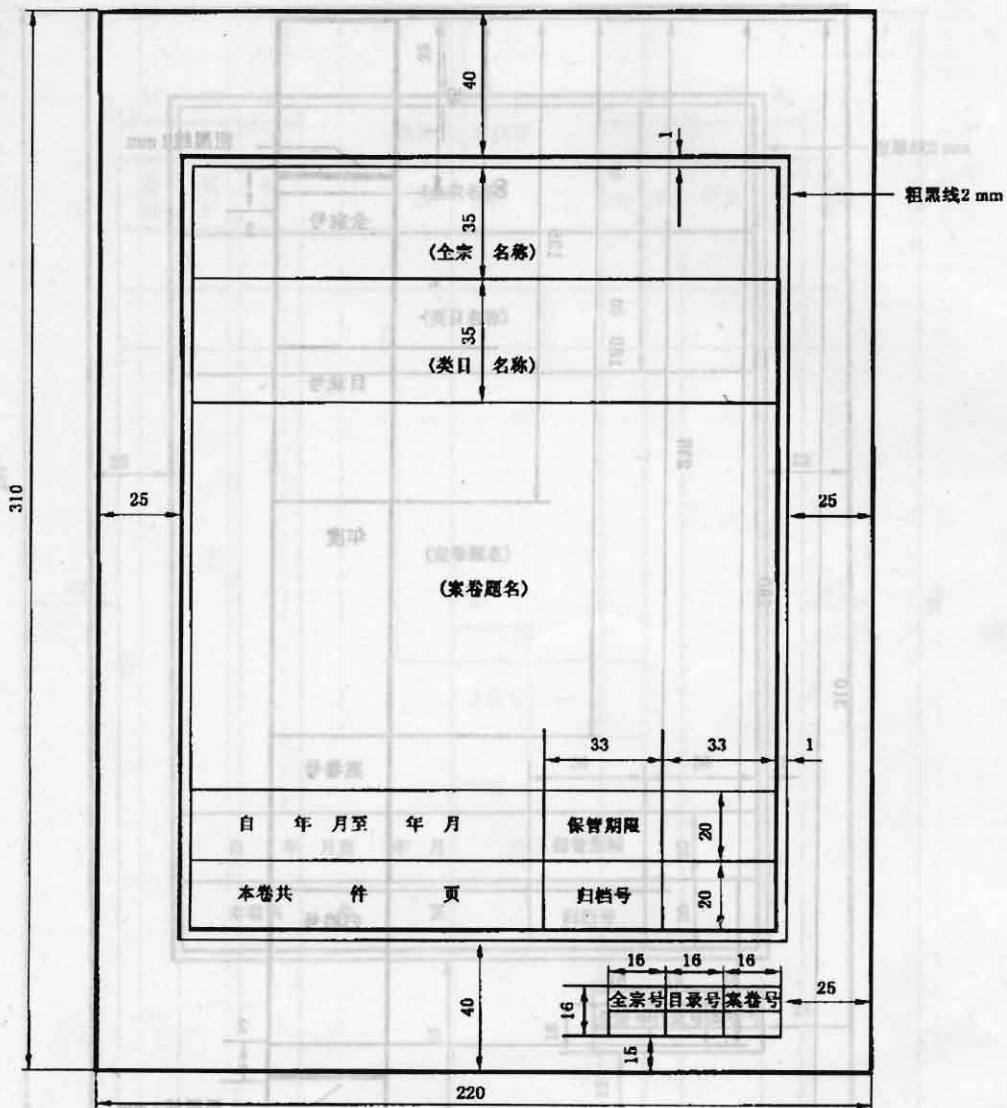 40
1
粗黑线2 mm
35
(全宗 名称)
35
(类目 名称)
310
25
25
(案卷题名)
33
33
1
自 年 月至 年 月
保管期限
20
本卷共 件 页
归档号
20
16
16
16
40
16
全宗号
目录号
案卷号
25
15
220